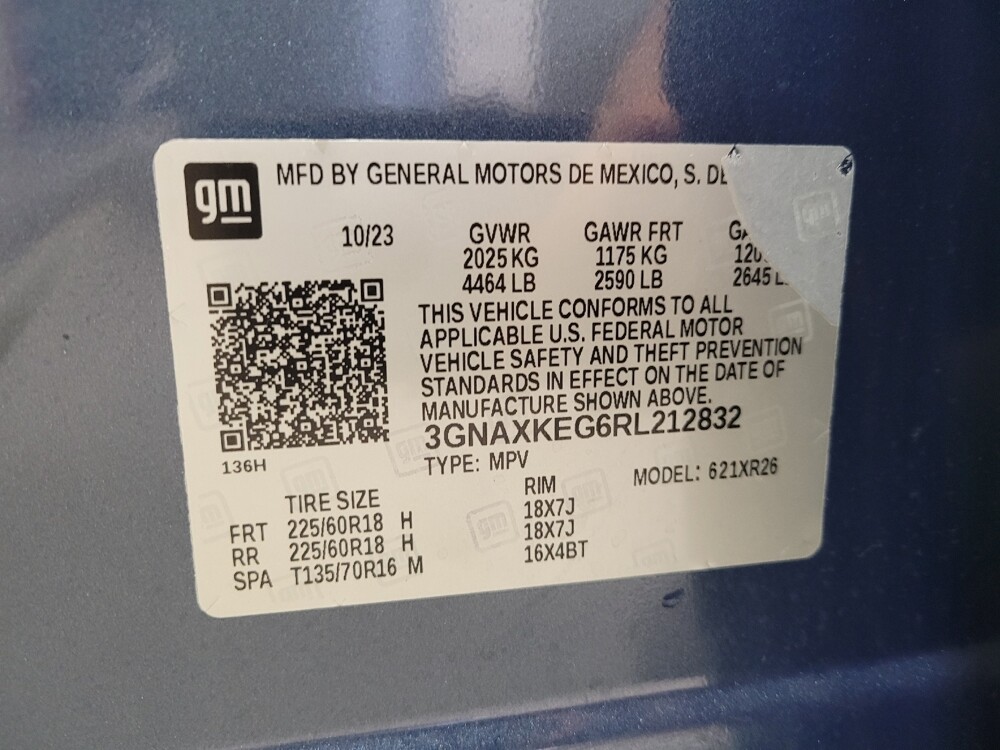 gm
MFD BY GENERAL MOTORS DE MEXICO, S. DE
10/23
GVWR GAWR FRT
2025 KG 1175 KG
4464 LB 2590 LB 2645
THIS VEHICLE CONFORMS TO ALL
APPLICABLE U.S. FEDERAL MOTOR
VEHICLE SAFETY AND THEFT PREVENTION
STANDARDS IN EFFECT ON THE DATE OF
MANUFACTURE SHOWN ABOVE.
3GNAXKEG6RL212832
136H
TYPE: MPV MODEL: 621XR26
TIRE SIZE RIM
FRT 225/60R18 H 18X7J
RR 225/60R18 H 18X7J
SPA T135/70R16 M 16X4BT